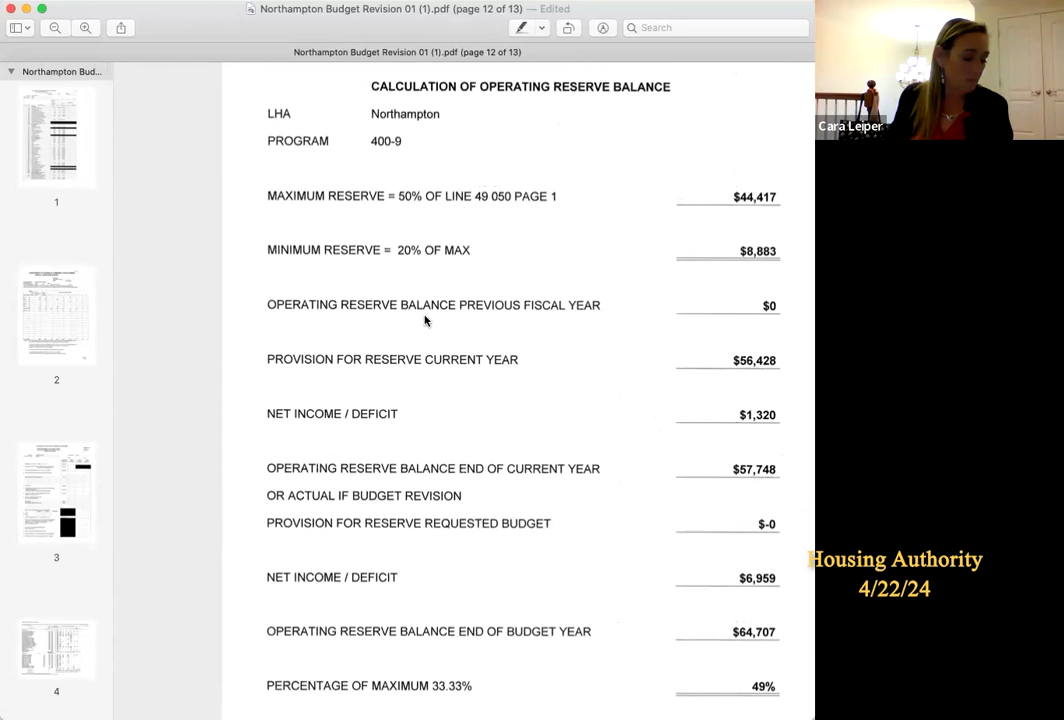 Northampton Budget Revision 01 (1).pdf (page 12 of 13) — Edited
Search
Northampton Budget Revision 01 (1).pdf (page 12 of 13)
Northampton Bud...
1
2
3
4
CALCULATION OF OPERATING RESERVE BALANCE
LHA Northampton
PROGRAM 400-9
MAXIMUM RESERVE = 50% OF LINE 49 050 PAGE 1 $44,417
MINIMUM RESERVE = 20% OF MAX $8,883
OPERATING RESERVE BALANCE PREVIOUS FISCAL YEAR $0
PROVISION FOR RESERVE CURRENT YEAR $56,428
NET INCOME / DEFICIT $1,320
OPERATING RESERVE BALANCE END OF CURRENT YEAR $57,748
OR ACTUAL IF BUDGET REVISION
PROVISION FOR RESERVE REQUESTED BUDGET $-0
NET INCOME / DEFICIT $6,959
OPERATING RESERVE BALANCE END OF BUDGET YEAR $64,707
PERCENTAGE OF MAXIMUM 33.33% 49%
Cara Leiper
Housing Authority
4/22/24